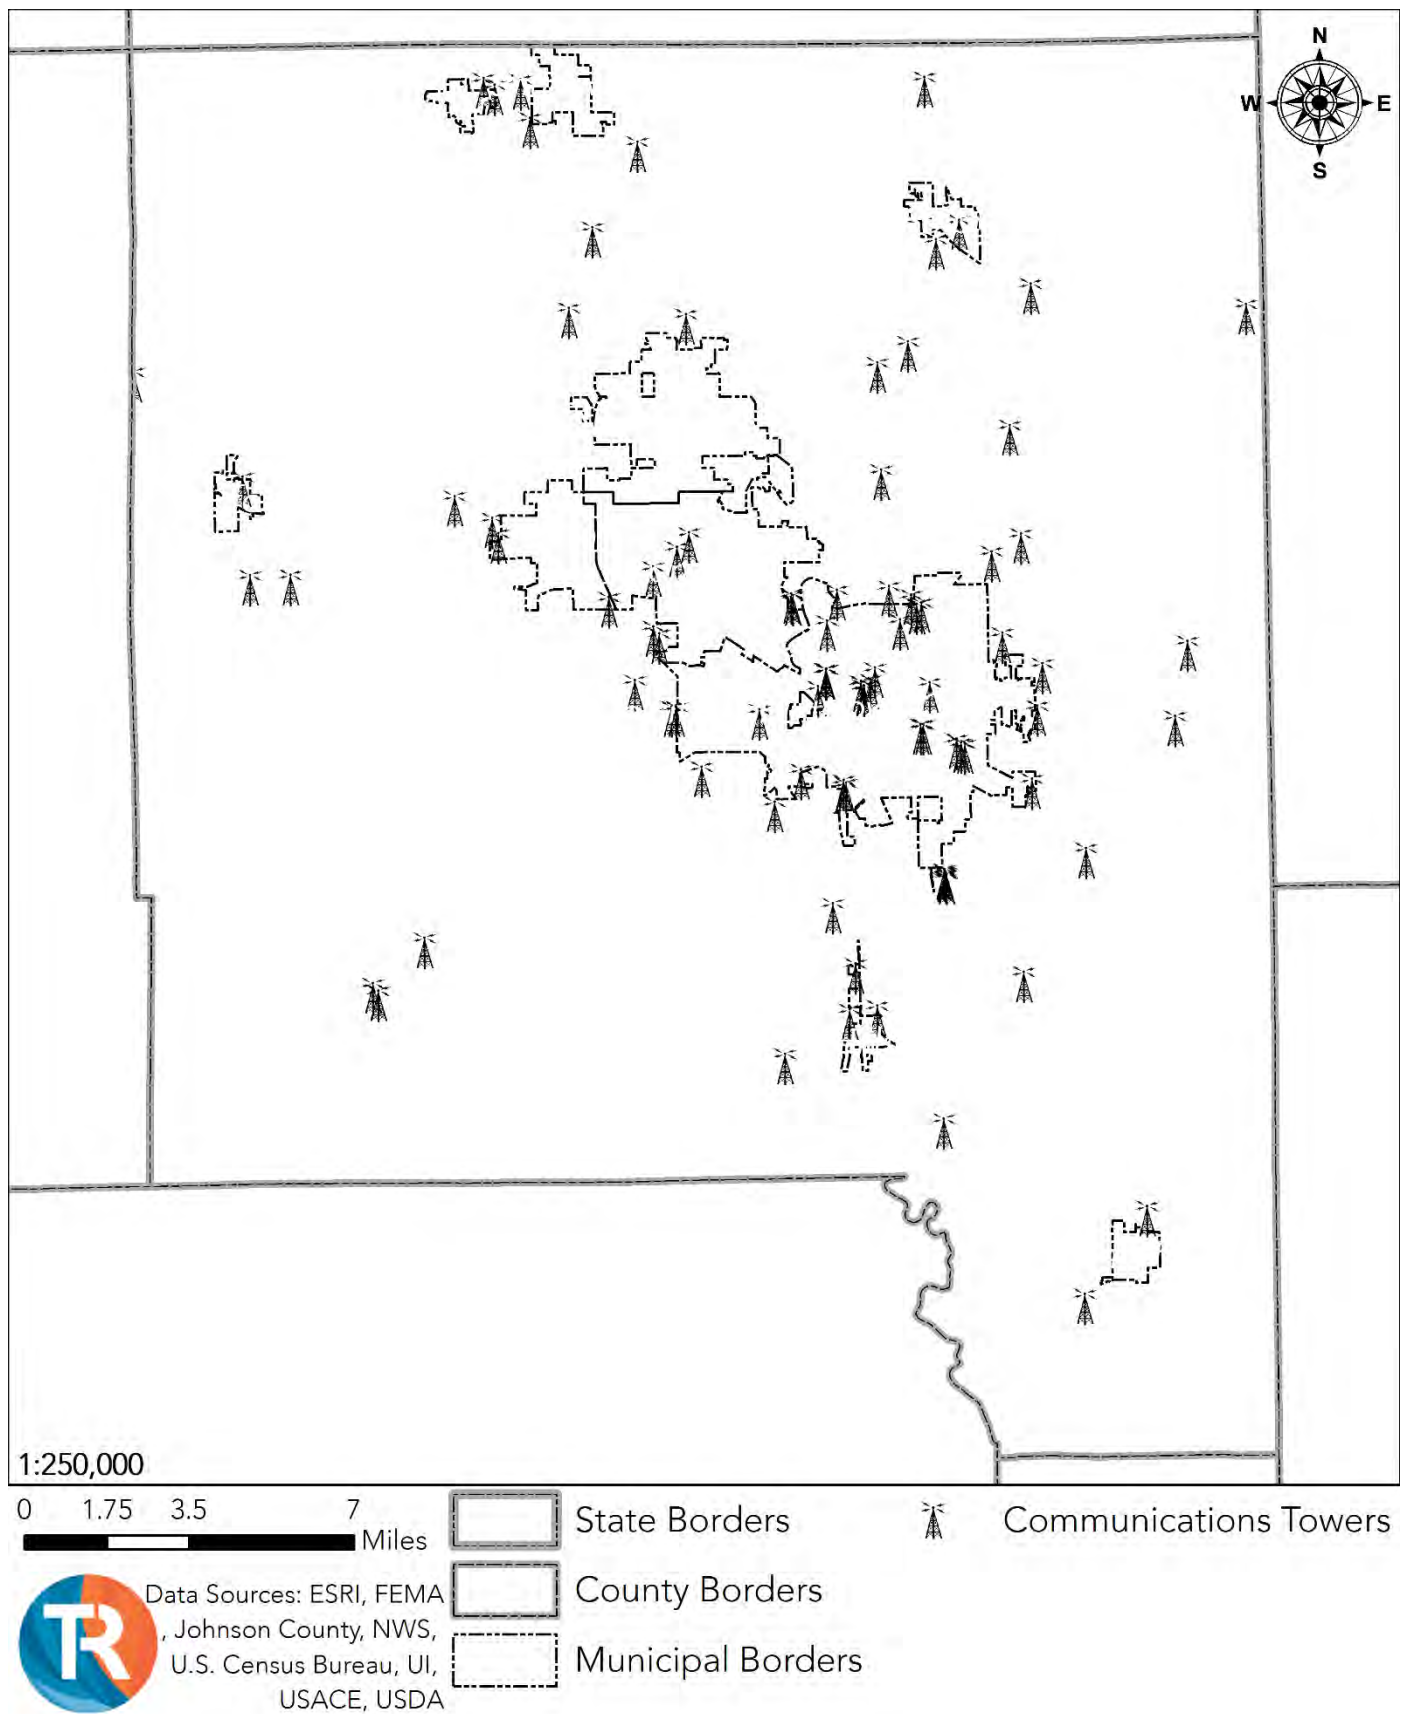 N
W E
S
1:250,000
0 1.75 3.5 7
Miles
State Borders
Communications Towers
County Borders
Municipal Borders
TR
Data Sources: ESRI, FEMA
, Johnson County, NWS,
U.S. Census Bureau, UI,
USACE, USDA